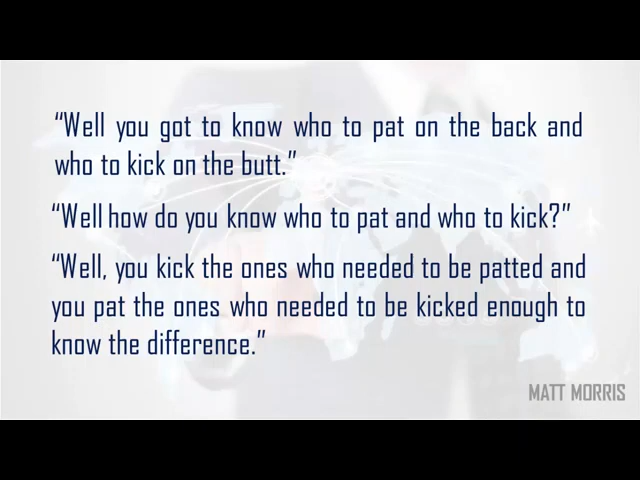 “Well you got to know who to pat on the back and
who to kick on the butt.”
“Well how do you know who to pat and who to kick?”
“Well, you kick the ones who needed to be patted and
you pat the ones who needed to be kicked enough to
know the difference.”
MATT MORRIS